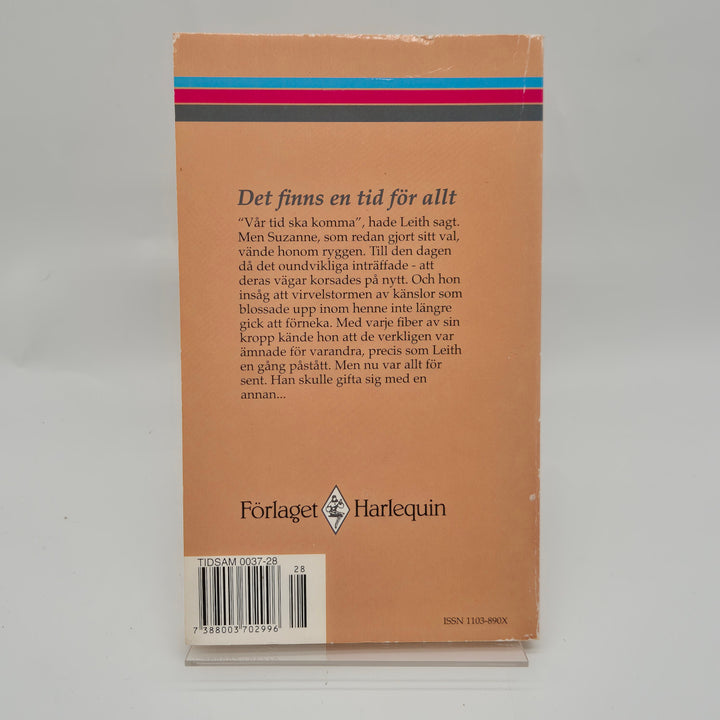 Det finns en tid för allt
"Vår tid ska komma", hade Leith sagt.
Men Suzanne, som redan gjort sitt val,
vände honom ryggen. Till den dagen
då det oundvikliga inträffade - att
deras vägar korsades på nytt. Och hon
insåg att virvelstormen av känslor som
blossade upp inom henne inte längre
gick att förneka. Med varje fiber av sin
kropp kände hon att de verkligen var
ämnade för varandra, precis som Leith
en gång påstått. Men nu var allt för
sent. Han skulle gifta sig med en
annan...
Förlaget Harlequin
TIDSAM 0037-28
28
7 388003 702996
ISSN 1103-890X